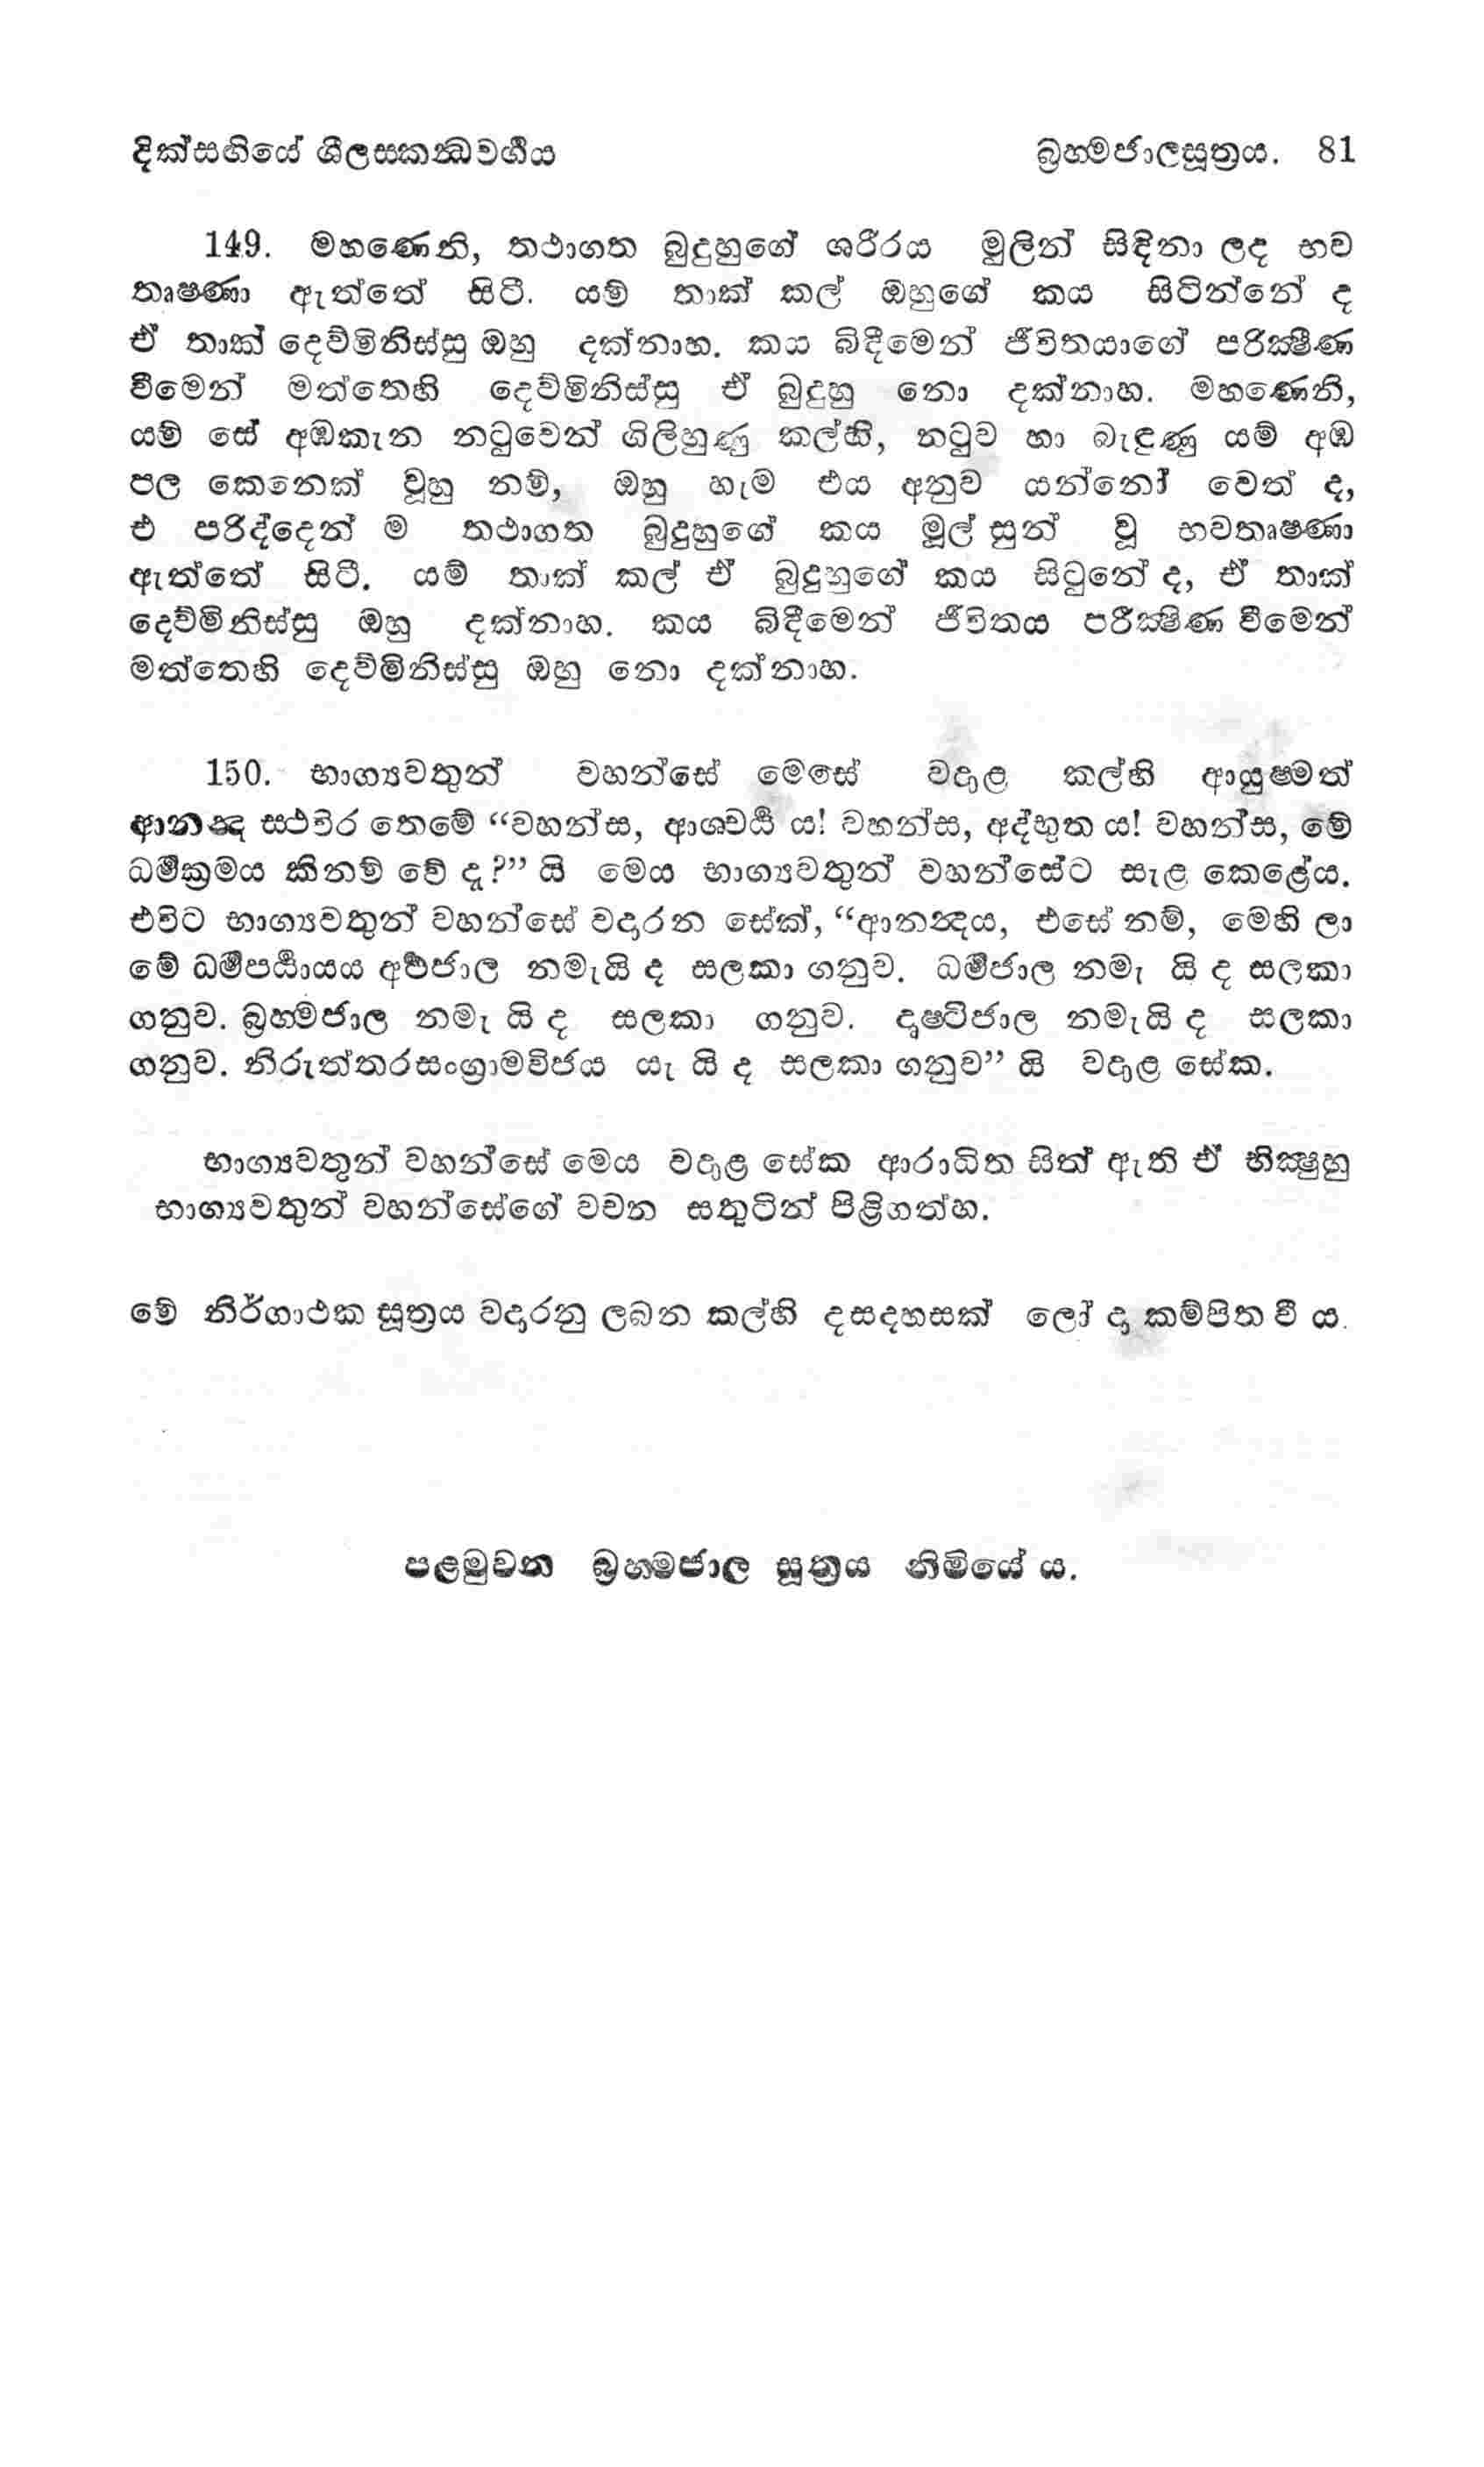 දික්සඟියේ ශීලස්කන්ධවර්ගය බ්‍රහ්මජාලසූත්‍රය. 81
149. මහණෙනි, තථාගත බුදුහුගේ ශරීරය මුලින් සිඳිනා ලද භව
තෘෂ්ණා ඇත්තේ සිටී. යම් තාක් කල් ඔහුගේ කය සිටින්නේ ද
ඒ තාක් දෙව්මිනිස්සු ඔහු දක්නාහ. කය බිඳීමෙන් ජීවිතයාගේ පරික්ෂීණ
වීමෙන් මත්තෙහි දෙව්මිනිස්සු ඒ බුදුහු නො දක්නාහ. මහණෙනි,
යම් සේ අඹකැන නටුවෙන් ගිලිහුණු කල්හි, නටුව හා බැඳුණු යම් අඹ
පල කෙනෙක් වූහු නම්, ඔහු හැම එය අනුව යන්නෝ වෙත් ද,
එ පරිද්දෙන් ම තථාගත බුදුහුගේ කය මූල් සුන් වූ භවතෘෂ්ණා
ඇත්තේ සිටී. යම් තාක් කල් ඒ බුදුහුගේ කය සිටුනේ ද, ඒ තාක්
දෙව්මිනිස්සු ඔහු දක්නාහ. කය බිඳීමෙන් ජීවිතය පරීක්ෂිණ වීමෙන්
මත්තෙහි දෙව්මිනිස්සු ඔහු නො දක්නාහ.
150. භාග්‍යවතුන් වහන්සේ මෙසේ වදාළ කල්හි ආයුෂ්මත්
ආනන්‍ද ස්ථවිර තෙමේ “වහන්ස, ආශ්චර්‍ය්‍ය ය! වහන්ස, අද්භූත ය! වහන්ස, මේ
ධර්මක්‍රමය කිනම් වේ දැ?” යි මෙය භාග්‍යවතුන් වහන්සේට සැළ කෙළේය.
එවිට භාග්‍යවතුන් වහන්සේ වදාරන සේක්, “ආනන්‍දය, එසේ නම්, මෙහි ලා
මේ ධර්මපර්‍ය්‍යායය අර්ථජාල නමැයි ද සලකා ගනුව. ධර්මජාල නමැ යි ද සලකා
ගනුව. බ්‍රහ්මජාල නමැ යි ද සලකා ගනුව. දෘෂ්ටිජාල නමැයි ද සලකා
ගනුව. නිරුත්තරසංග්‍රාමවිජය යැ යි ද සලකා ගනුව” යි වදාළ සේක.
භාග්‍යවතුන් වහන්සේ මෙය වදාළ සේක ආරාධිත සිත් ඇති ඒ භික්ෂුහු
භාග්‍යවතුන් වහන්සේගේ වචන සතුටින් පිළිගත්හ.
මේ නිර්ගාථක සූත්‍රය වදාරනු ලබන කල්හි දසදහසක් ලෝ දා කම්පිත වී ය.
පළමුවන බ්‍රහ්මජාල සූත්‍රය නිමියේ ය.